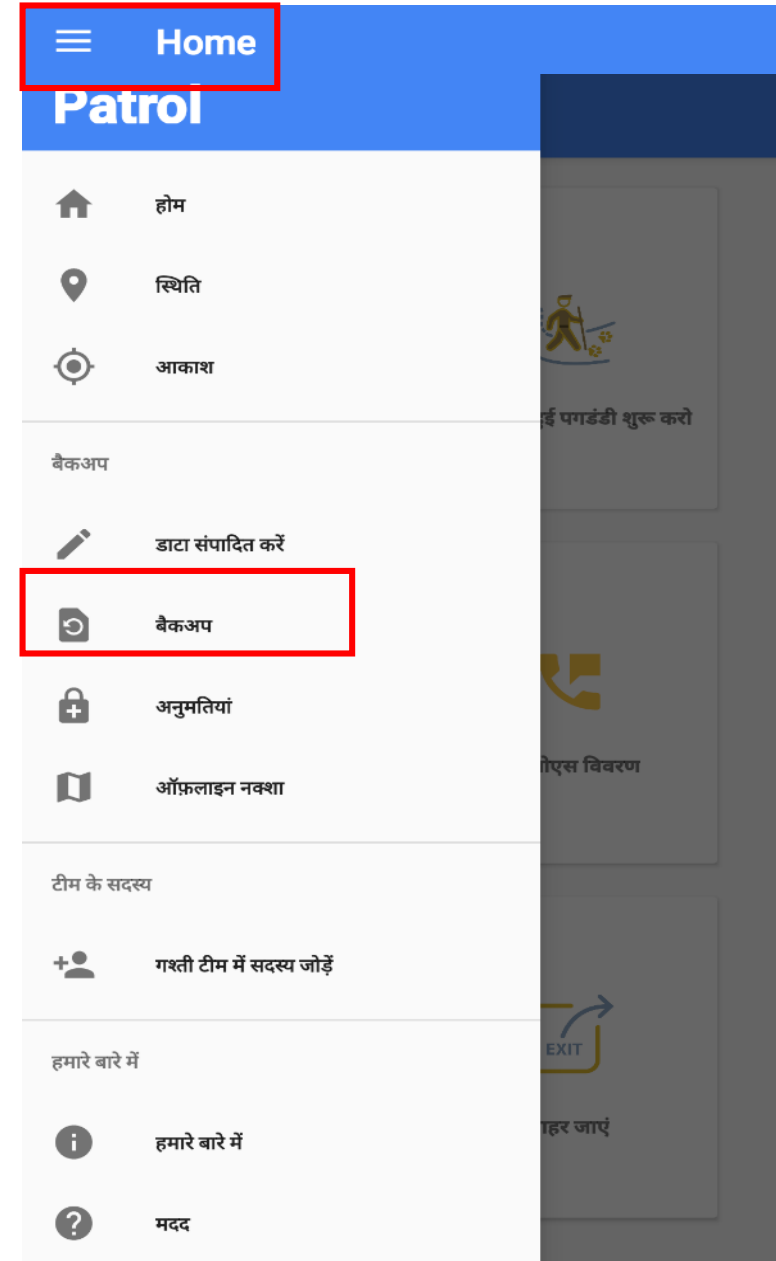 Home
Patrol
होम
स्थिति
आकाश
ई पगडंडी शुरू करो
बैकअप
डाटा संपादित करें
बैकअप
अनुमतियां
विवरण
ऑफ़लाइन नक्शा
टीम के सदस्य
गश्ती टीम में सदस्य जोड़ें
EXIT
हमारे बारे में
जाएं
हमारे बारे में
मदद